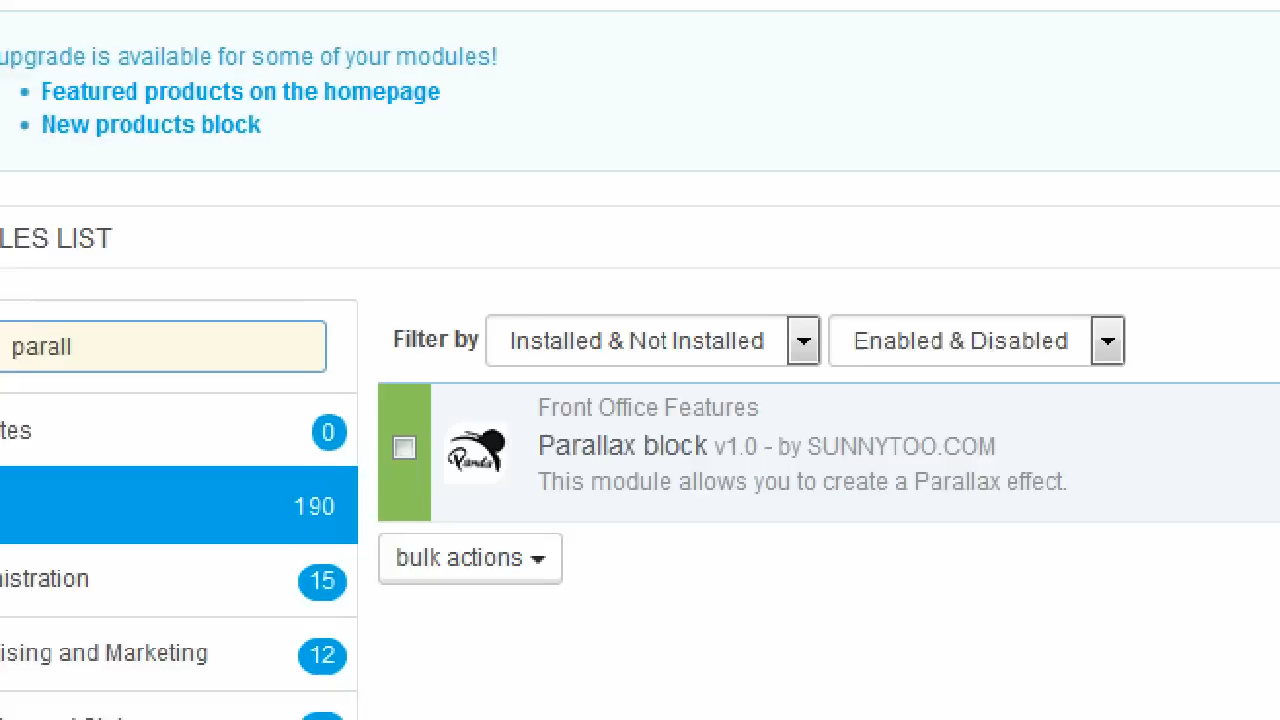 upgrade is available for some of your modules!
• Featured products on the homepage
• New products block
LES LIST
parall
Filter by Installed & Not Installed Enabled & Disabled
Front Office Features
Parallax block v1.0 - by SUNNYTOO.COM
This module allows you to create a Parallax effect.
Panda
bulk actions
tes 0
190
nistration 15
ising and Marketing 12